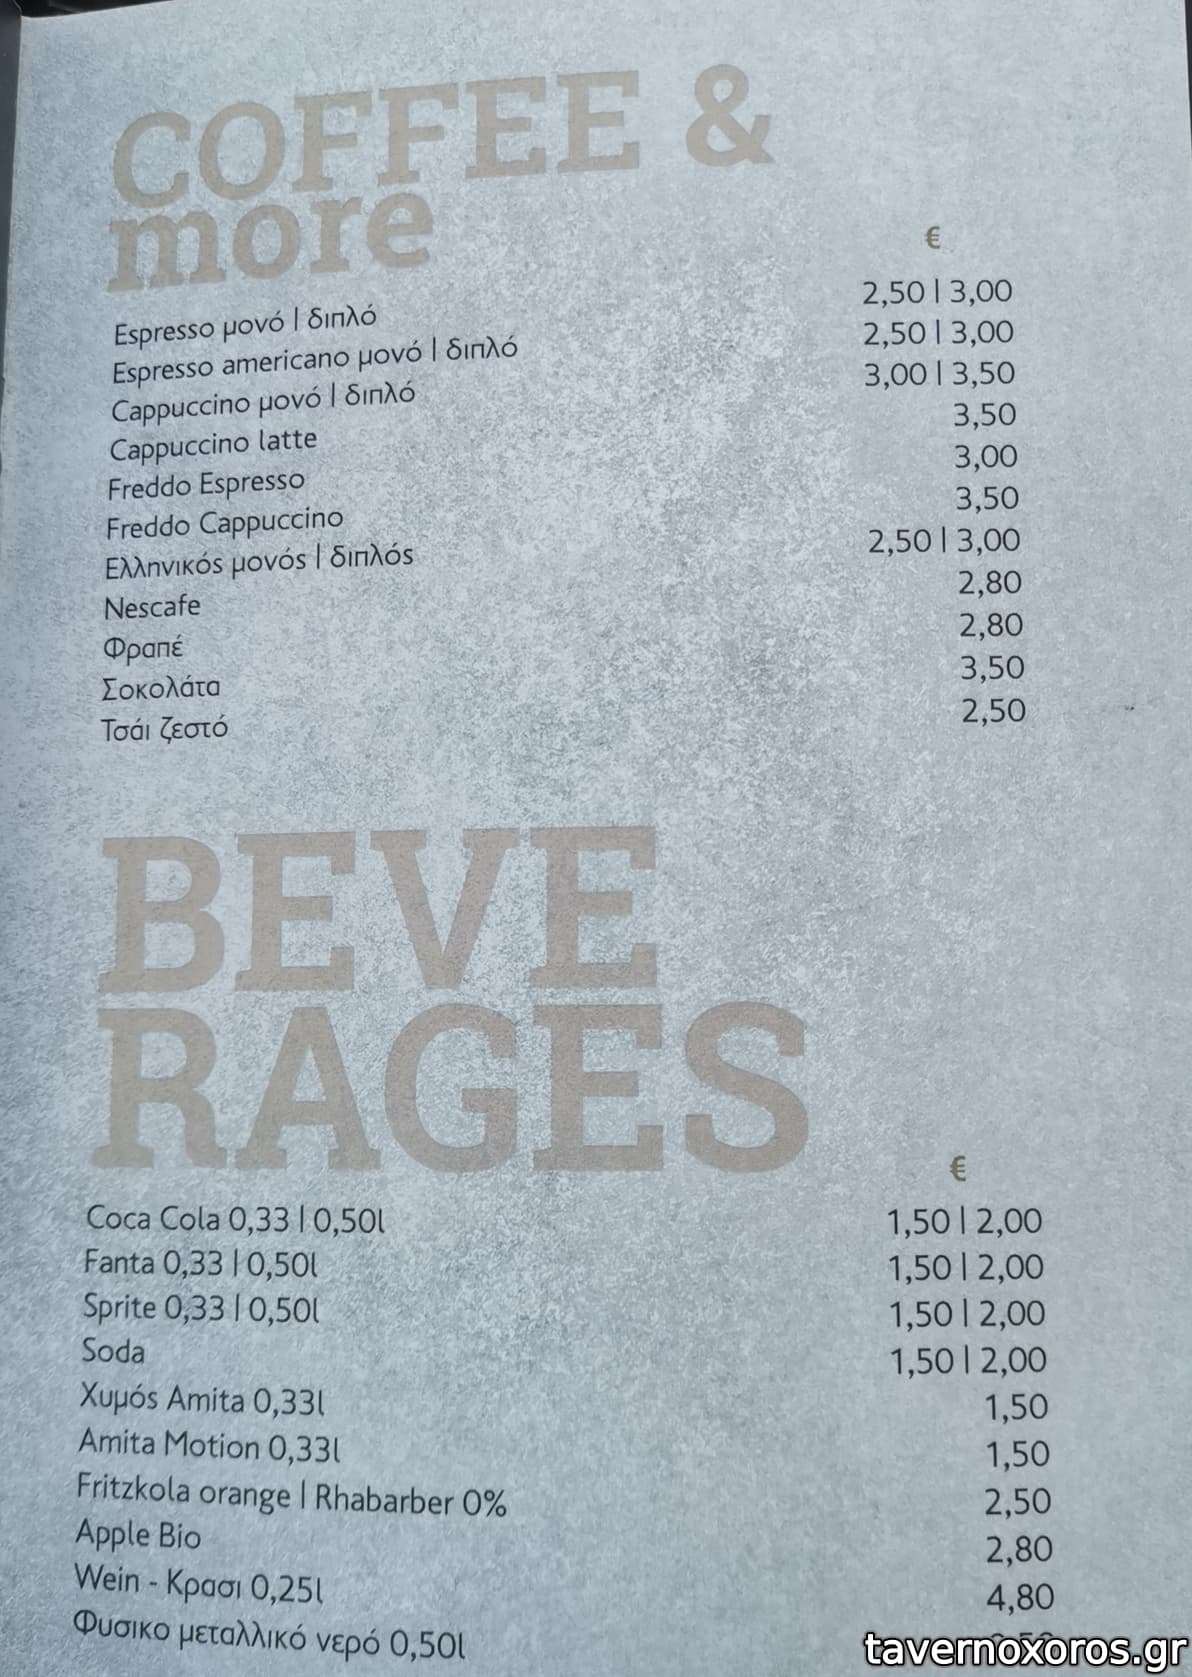 COFFEE &
more
€
Espresso μονό | διπλό 2,50 | 3,00
Espresso americano μονό | διπλό 2,50 | 3,00
Cappuccino μονό | διπλό 3,00 | 3,50
Cappuccino latte 3,50
Freddo Espresso 3,00
Freddo Cappuccino 3,50
Ελληνικός μονός | διπλός 2,50 | 3,00
Nescafe 2,80
Φραπέ 2,80
Σοκολάτα 3,50
Τσάι ζεστό 2,50
BEVE
RAGES
€
Coca Cola 0,33 | 0,50l 1,50 | 2,00
Fanta 0,33 | 0,50l 1,50 | 2,00
Sprite 0,33 | 0,50l 1,50 | 2,00
Soda 1,50 | 2,00
Χυμός Amita 0,33l 1,50
Amita Motion 0,33l 1,50
Fritzkola orange | Rhabarber 0% 2,50
Apple Bio 2,80
Wein - Κρασι 0,25l 4,80
Φυσικο μεταλλικό νερό 0,50l
tavernoxoros.gr